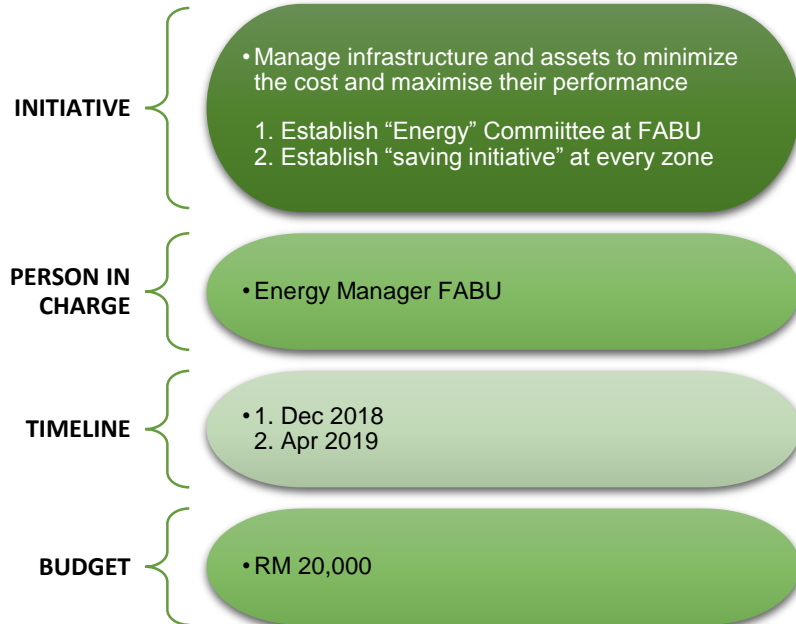 INITIATIVE
• Manage infrastructure and assets to minimize
the cost and maximise their performance
1. Establish “Energy” Commiittee at FABU
2. Establish “saving initiative” at every zone
PERSON IN
CHARGE
• Energy Manager FABU
TIMELINE
• 1. Dec 2018
2. Apr 2019
BUDGET
• RM 20,000